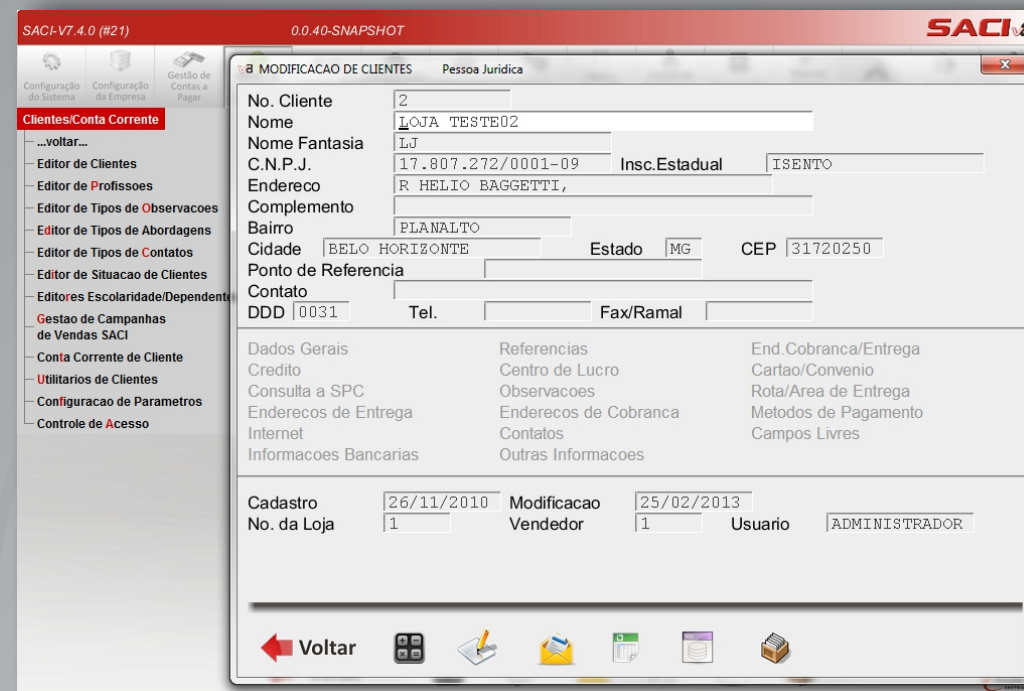 SACI-V7.4.0 (#21) 0.0.40-SNAPSHOT SACI
Configuração do Sistema
Configuração da Empresa
Gestão de Contas a Pagar
Clientes/Conta Corrente
...voltar...
Editor de Clientes
Editor de Profissoes
Editor de Tipos de Observacoes
Editor de Tipos de Abordagens
Editor de Tipos de Contatos
Editor de Situacao de Clientes
Editores Escolaridade/Dependente
Gestao de Campanhas
de Vendas SACI
Conta Corrente de Cliente
Utilitarios de Clientes
Configuracao de Parametros
Controle de Acesso
MODIFICACAO DE CLIENTES Pessoa Juridica
No. Cliente 2
Nome LOJA TESTE02
Nome Fantasia LJ
C.N.P.J. 17.807.272/0001-09 Insc.Estadual ISENTO
Endereco R HELIO BAGGETTI,
Complemento
Bairro PLANALTO
Cidade BELO HORIZONTE Estado MG CEP 31720250
Ponto de Referencia
Contato
DDD 0031 Tel. Fax/Ramal
Dados Gerais Referencias End.Cobranca/Entrega
Credito Centro de Lucro Cartao/Convenio
Consulta a SPC Observacoes Rota/Area de Entrega
Enderecos de Entrega Enderecos de Cobranca Metodos de Pagamento
Internet Contatos Campos Livres
Informacoes Bancarias Outras Informacoes
Cadastro 26/11/2010 Modificacao 25/02/2013
No. da Loja 1 Vendedor 1 Usuario ADMINISTRADOR
Voltar